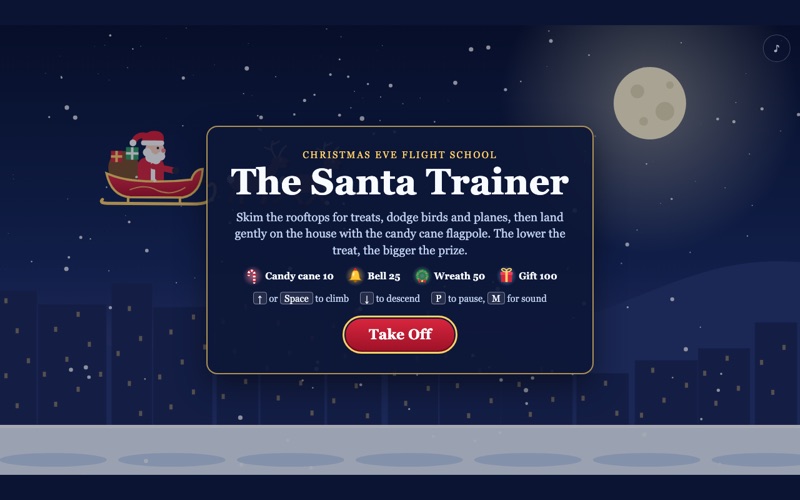 ♪
CHRISTMAS EVE FLIGHT SCHOOL
The Santa Trainer
Skim the rooftops for treats, dodge birds and planes, then land
gently on the house with the candy cane flagpole. The lower the
treat, the bigger the prize.
Candy cane 10 Bell 25 Wreath 50 Gift 100
↑ or Space to climb ↓ to descend P to pause, M for sound
Take Off